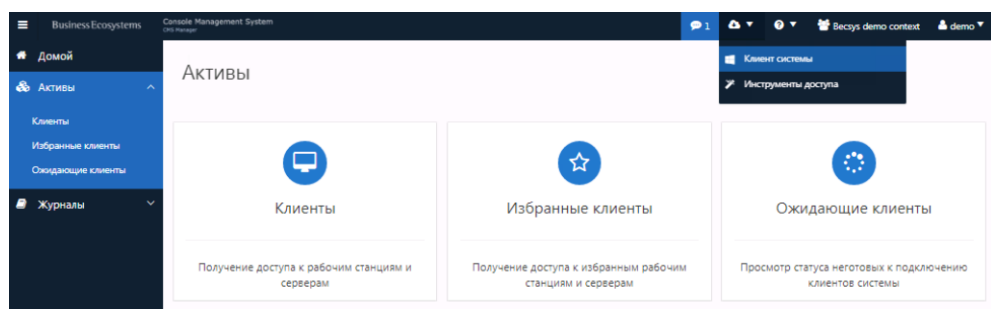 Business Ecosystems
Console Management System
CMS Manager
1
Becsys demo context
demo
Домой
Активы
Клиенты
Избранные клиенты
Ожидающие клиенты
Журналы
Активы
Клиент системы
Инструменты доступа
Клиенты
Получение доступа к рабочим станциям и
серверам
Избранные клиенты
Получение доступа к избранным рабочим
станциям и серверам
Ожидающие клиенты
Просмотр статуса неготовых к подключению
клиентов системы